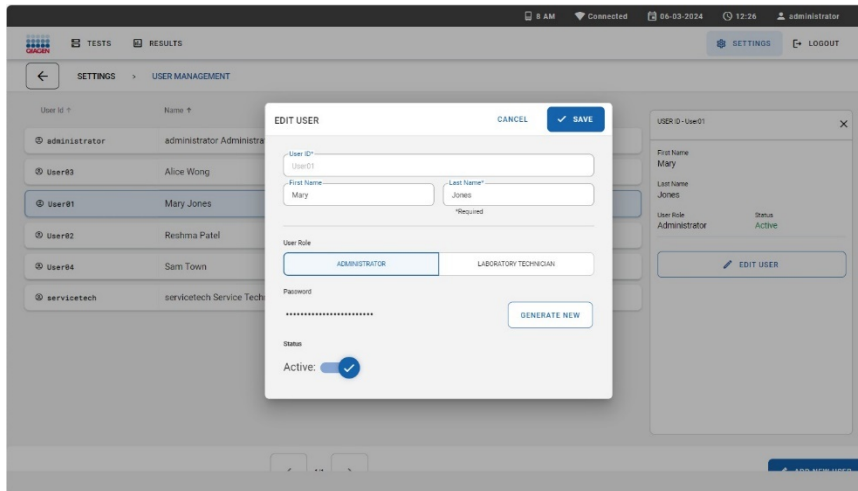 8 AM Connected 06-03-2024 12:26 administrator
QIAGEN TESTS RESULTS SETTINGS LOGOUT
SETTINGS > USER MANAGEMENT
User Id ↑ Name ↑
administrator administrator Administra
User03 Alice Wong
User01 Mary Jones
User02 Reshma Patel
User04 Sam Town
servicetech servicetech Service Tech
EDIT USER CANCEL SAVE
User ID*
User01
First Name Last Name*
Mary Jones
*Required
User Role
ADMINISTRATOR LABORATORY TECHNICIAN
Password
GENERATE NEW
Status
Active:
USER ID - User01
First Name
Mary
Last Name
Jones
User Role Status
Administrator Active
EDIT USER
ADD NEW USER